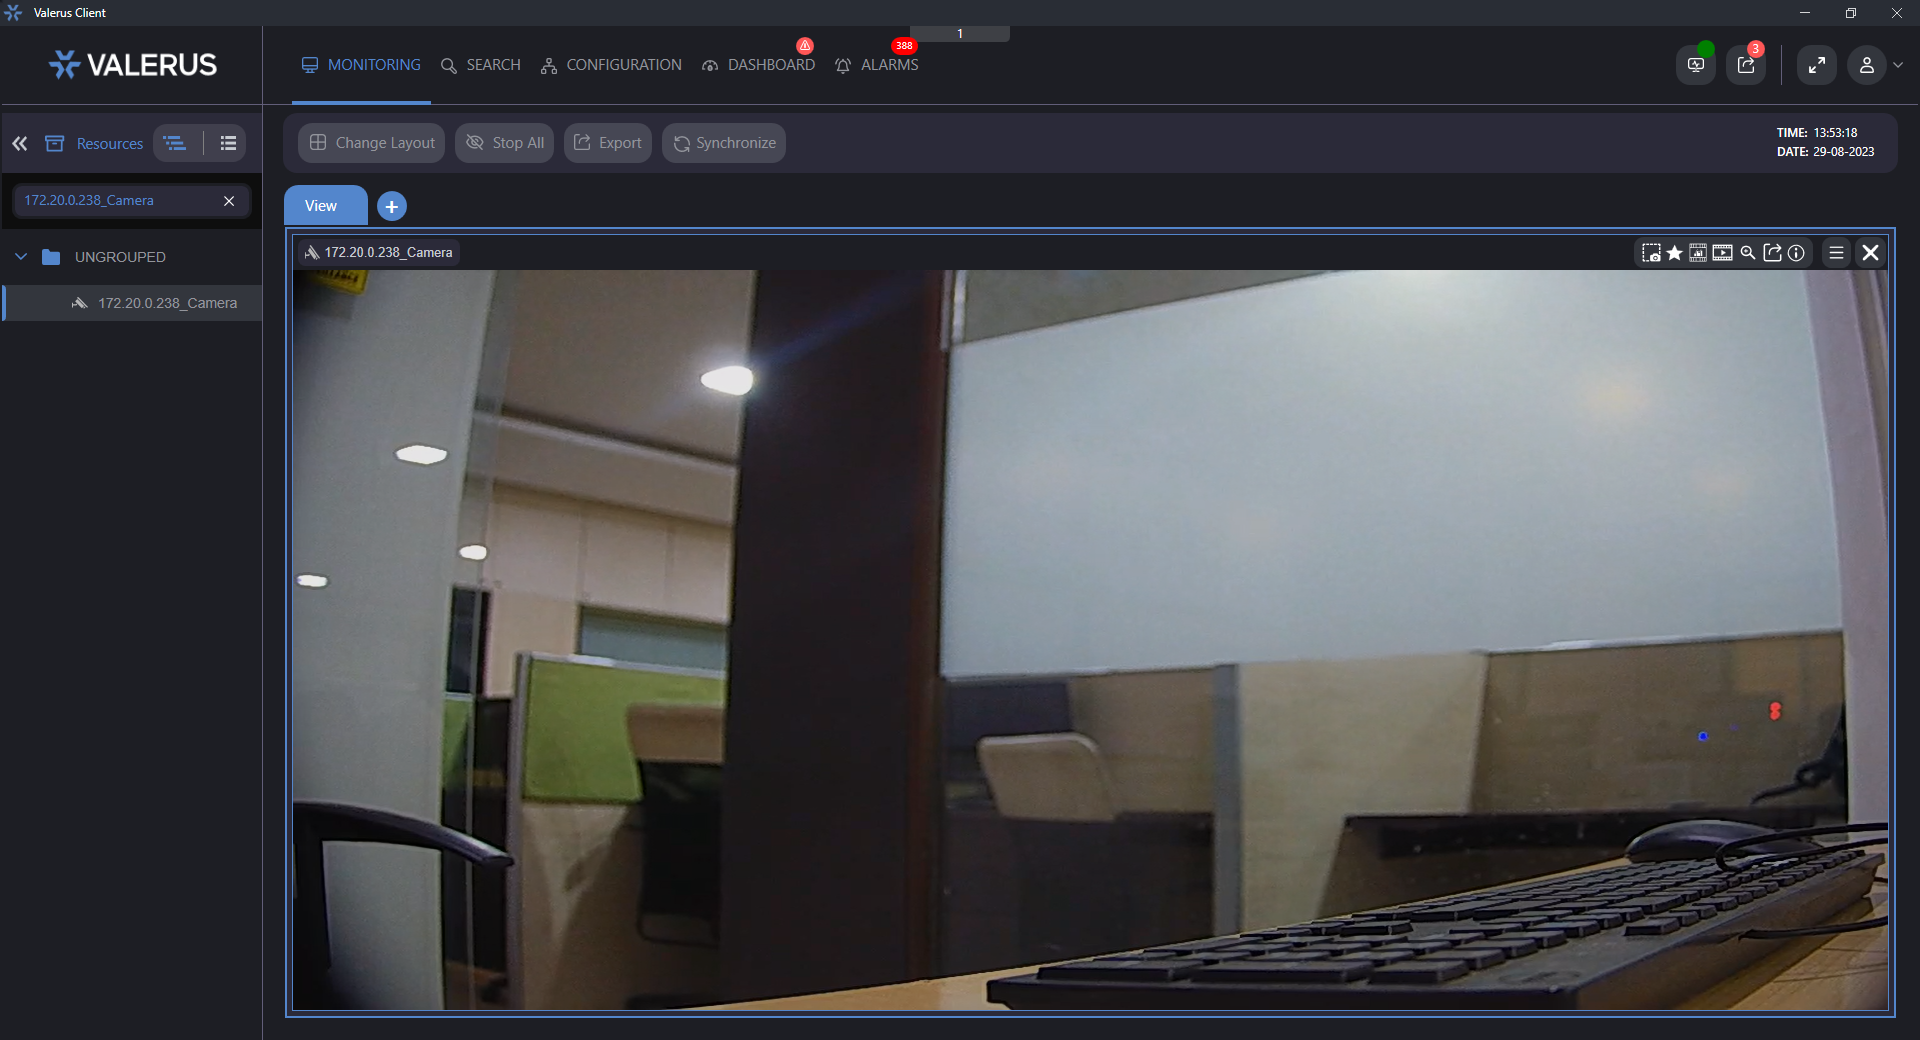 Valerus Client
1
VALERUS
MONITORING
SEARCH
CONFIGURATION
DASHBOARD
388
ALARMS
3
Resources
Change Layout
Stop All
Export
Synchronize
TIME: 13:53:18
DATE: 29-08-2023
172.20.0.238_Camera
View
UNGROUPED
172.20.0.238_Camera
172.20.0.238_Camera